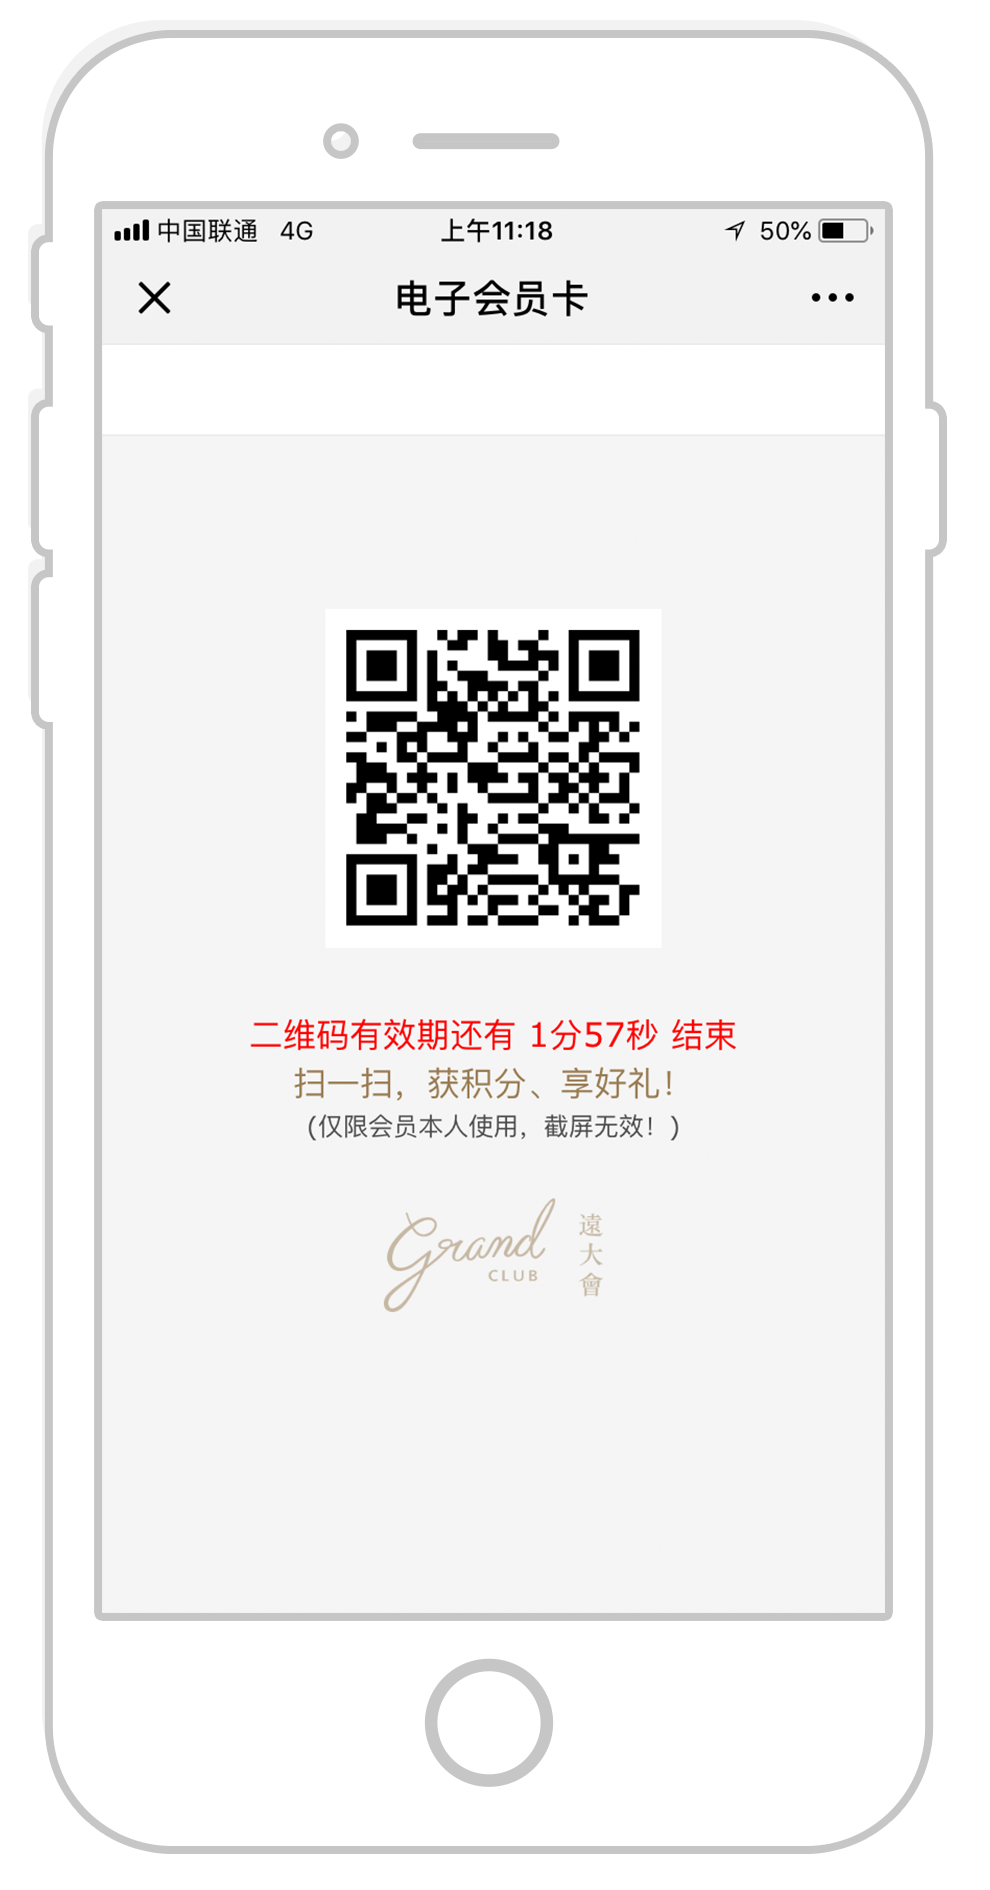 中国联通 4G 上午11:18 50%
电子会员卡
二维码有效期还有 1分57秒 结束
扫一扫，获积分、享好礼！
(仅限会员本人使用，截屏无效！)
Grand
CLUB
遠大會